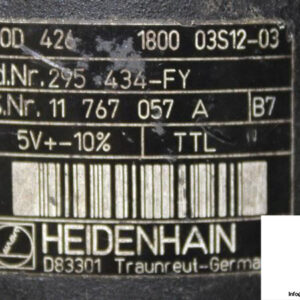 OD 426 1800 03S12-03
d.Nr. 295 434-FY
S.Nr. 11 767 057 A B7
5V+-10% TTL
HEIDENHAIN
D83301 Traunreut-Germa